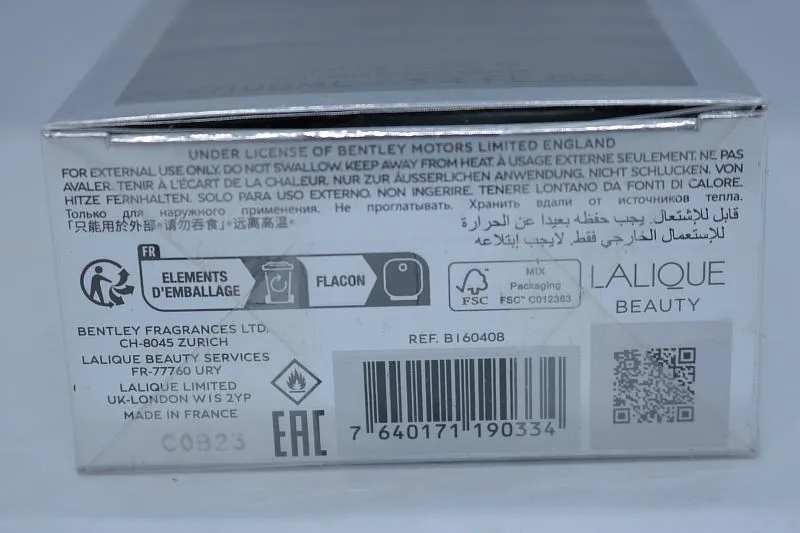 UNDER LICENSE OF BENTLEY MOTORS LIMITED ENGLAND
FOR EXTERNAL USE ONLY. DO NOT SWALLOW. KEEP AWAY FROM HEAT. À USAGE EXTERNE SEULEMENT. NE PAS
AVALER. TENIR À L'ÉCART DE LA CHALEUR. NUR ZUR ÄUSSERLICHEN ANWENDUNG. NICHT SCHLUCKEN. VON
HITZE FERNHALTEN. SOLO PARA USO EXTERNO. NON INGERIRE. TENERE LONTANO DA FONTI DI CALORE.
Только для наружного применения. Не проглатывать. Хранить вдали от источников тепла.
「只能用於外部。请勿吞食」。远离高温。
قابل للإشتعال. يجب حفظه بعيدا عن الحرارة
للإستعمال الخارجي فقط. لايجب إبتلاعه
FR
ELEMENTS
D'EMBALLAGE
FLACON
FSC
MIX
Packaging
FSC™ C012383
LALIQUE
BEAUTY
BENTLEY FRAGRANCES LTD.
CH-8045 ZURICH
LALIQUE BEAUTY SERVICES
FR-77760 URY
LALIQUE LIMITED
UK-LONDON W1S 2YP
MADE IN FRANCE
C0B23
EAC
REF. B160408
7 640171 190334